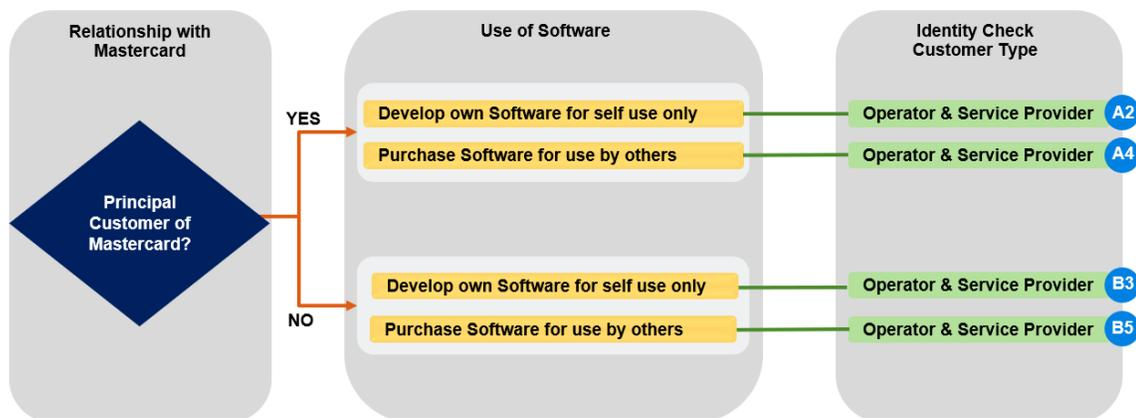 Relationship with
Mastercard
Use of Software
Identity Check
Customer Type
Principal
Customer of
Mastercard?
YES
Develop own Software for self use only
Operator & Service Provider
A2
Purchase Software for use by others
Operator & Service Provider
A4
NO
Develop own Software for self use only
Operator & Service Provider
B3
Purchase Software for use by others
Operator & Service Provider
B5